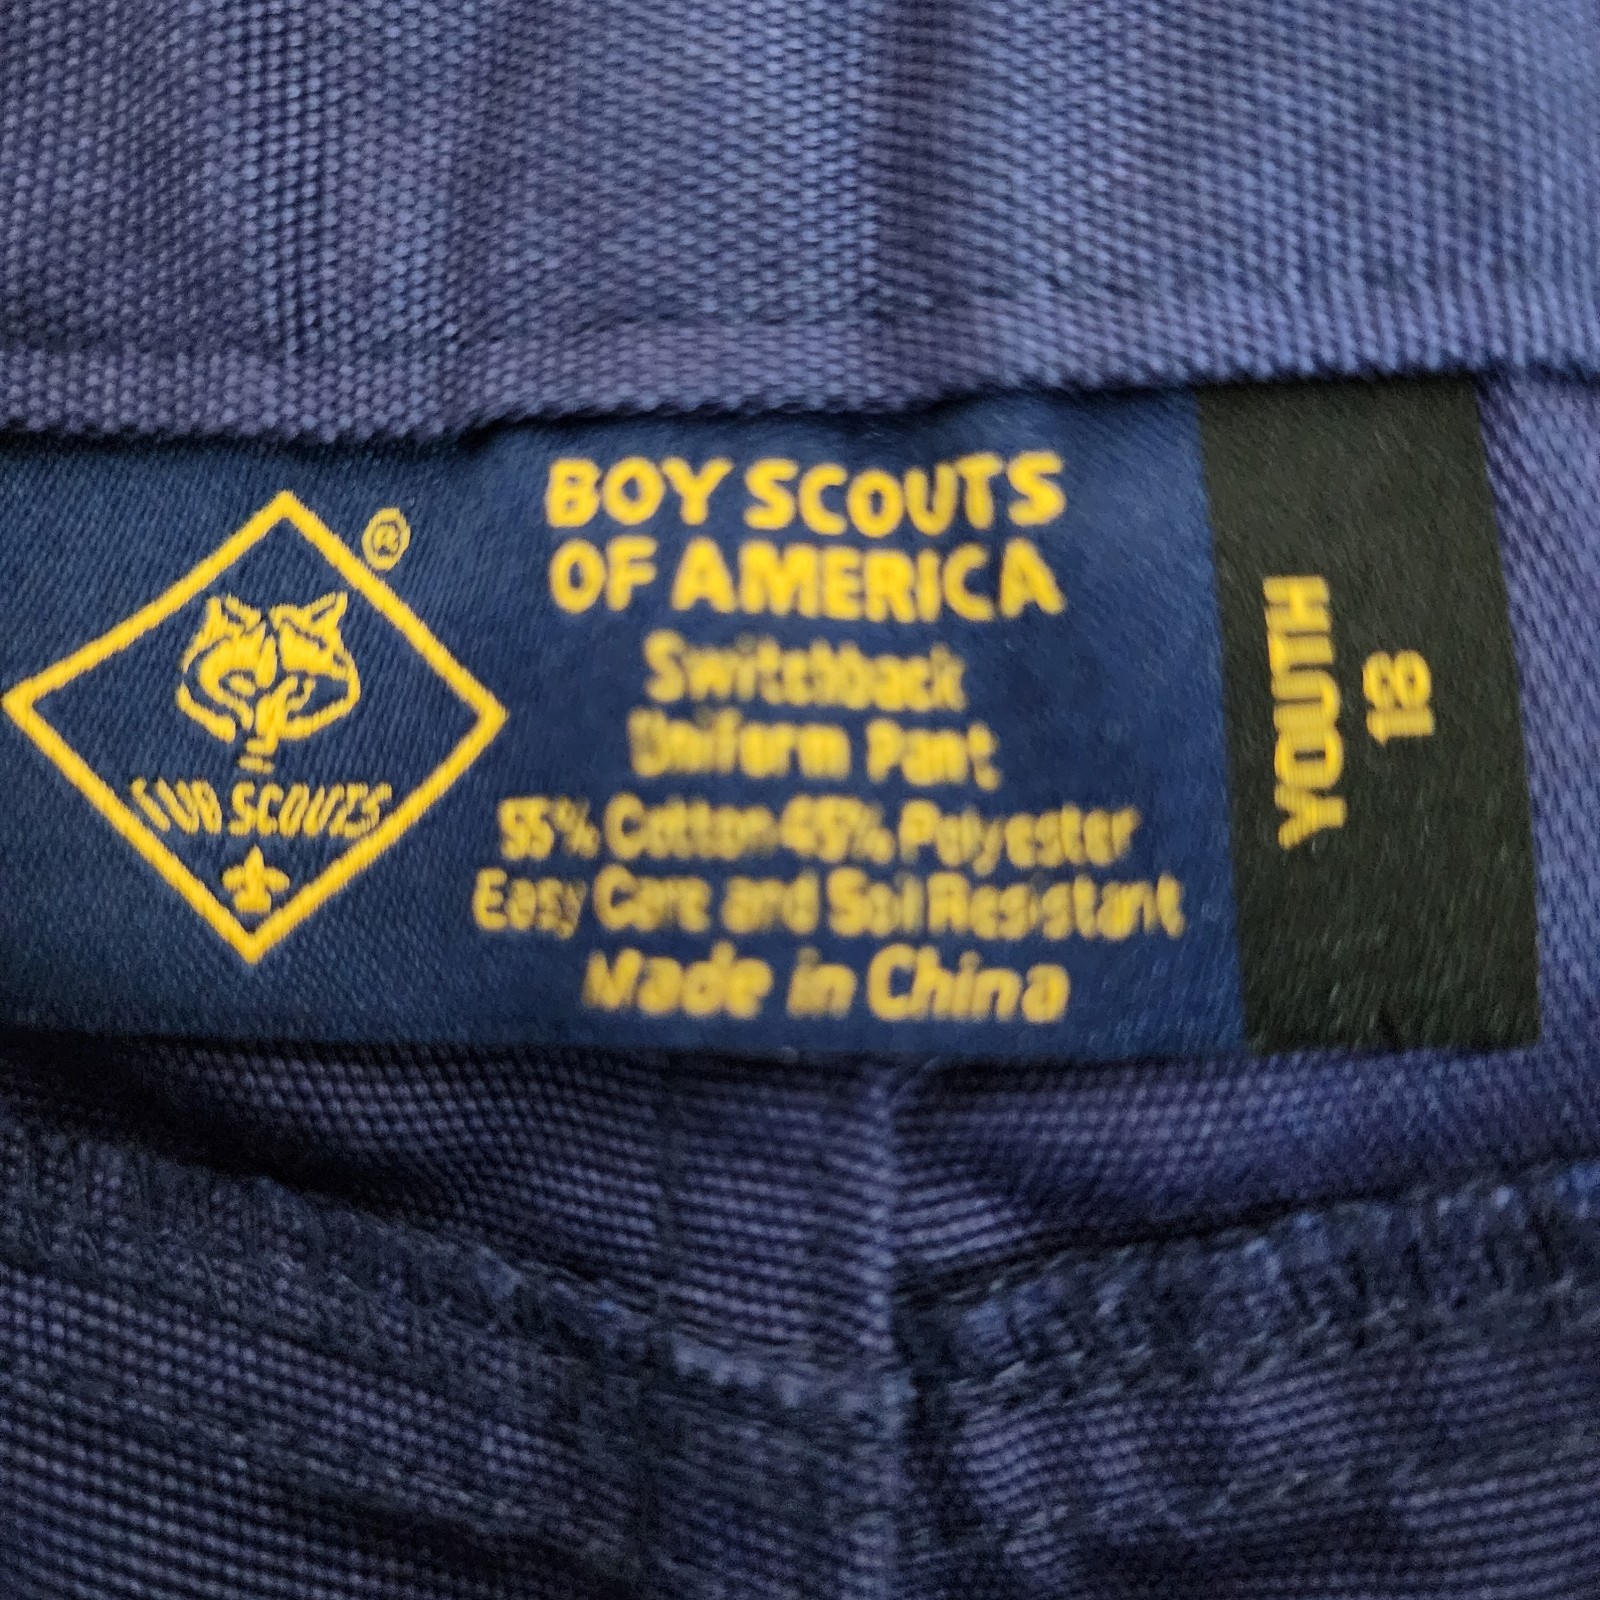 ®
CUB SCOUTS
BOY SCOUTS
OF AMERICA
Switchback
Uniform Pant
55% Cotton 45% Polyester
Easy Care and Soil Resistant
Made in China
YOUTH
18